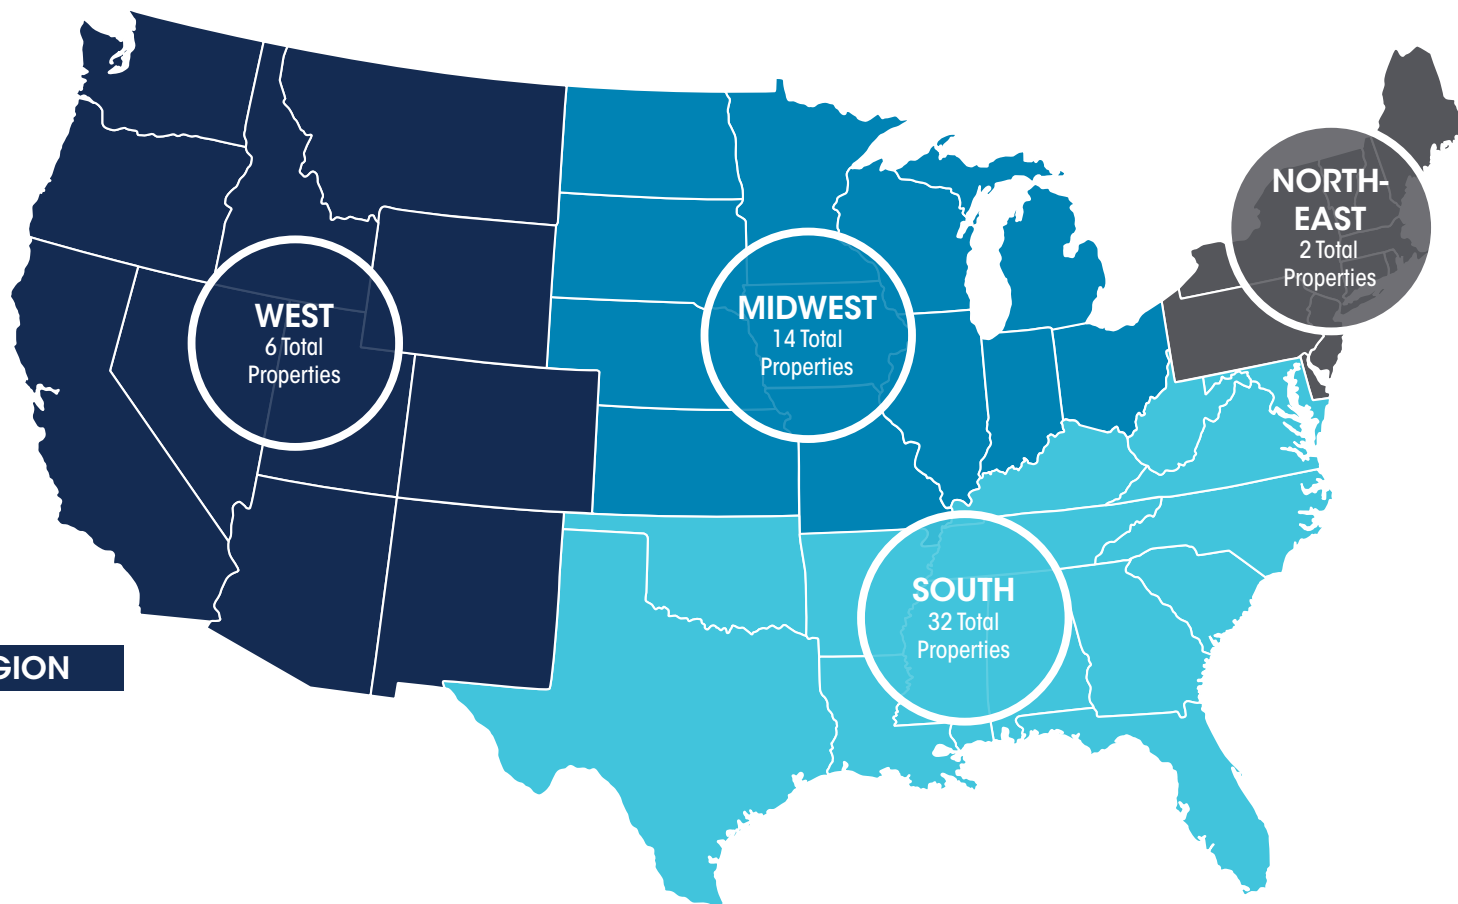 NORTH-
EAST
2 Total
Properties
WEST
6 Total
Properties
MIDWEST
14 Total
Properties
SOUTH
32 Total
Properties
GION